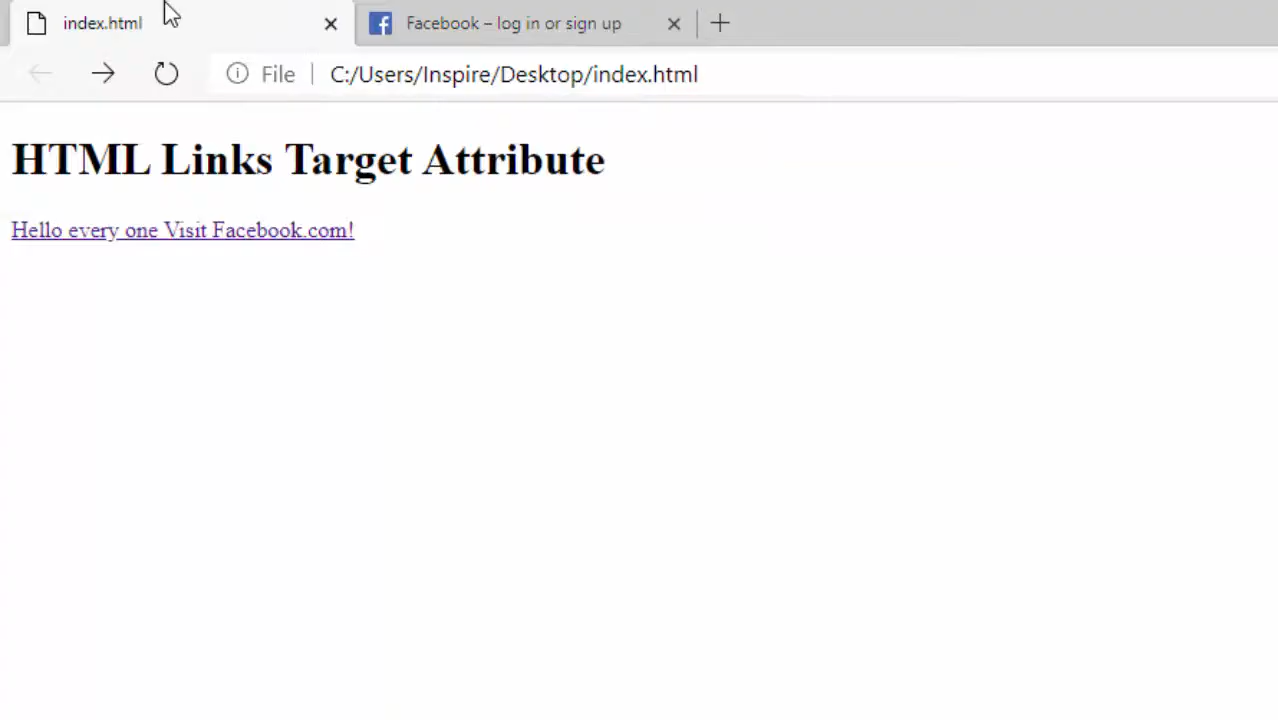 index.html
Facebook – log in or sign up
File
C:/Users/Inspire/Desktop/index.html
HTML Links Target Attribute
Hello every one Visit Facebook.com!